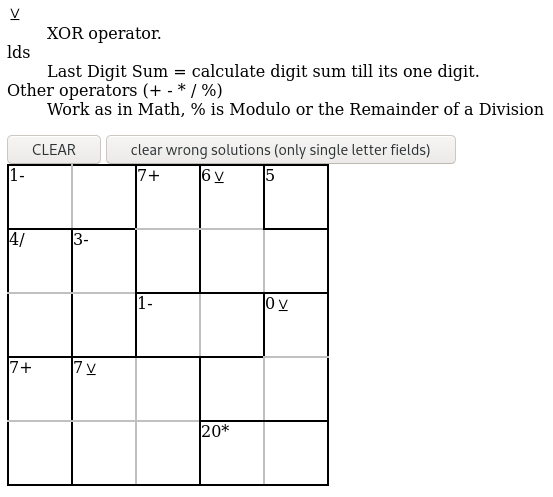 ⊻
XOR operator.
lds
Last Digit Sum = calculate digit sum till its one digit.
Other operators (+ - * / %)
Work as in Math, % is Modulo or the Remainder of a Division
CLEAR clear wrong solutions (only single letter fields)
1- 7+ 6⊻ 5
4/ 3-
1- 0⊻
7+ 7⊻
20*